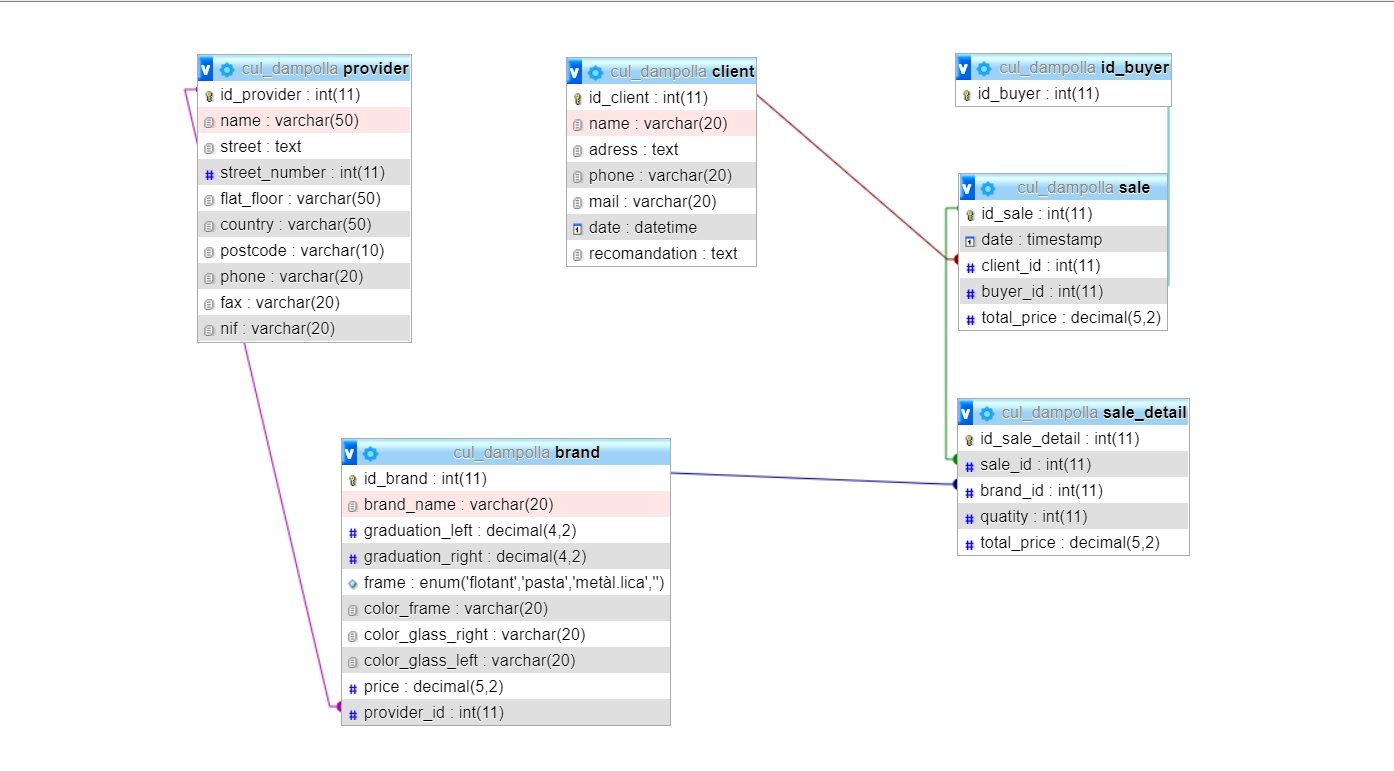 cul_dampolla provider
id_provider : int(11)
name : varchar(50)
street : text
street_number : int(11)
flat_floor : varchar(50)
country : varchar(50)
postcode : varchar(10)
phone : varchar(20)
fax : varchar(20)
nif : varchar(20)
cul_dampolla client
id_client : int(11)
name : varchar(20)
adress : text
phone : varchar(20)
mail : varchar(20)
date : datetime
recomandation : text
cul_dampolla id_buyer
id_buyer : int(11)
cul_dampolla sale
id_sale : int(11)
date : timestamp
client_id : int(11)
buyer_id : int(11)
total_price : decimal(5,2)
cul_dampolla brand
id_brand : int(11)
brand_name : varchar(20)
graduation_left : decimal(4,2)
graduation_right : decimal(4,2)
frame : enum('flotant','pasta','metàl.lica','')
color_frame : varchar(20)
color_glass_right : varchar(20)
color_glass_left : varchar(20)
price : decimal(5,2)
provider_id : int(11)
cul_dampolla sale_detail
id_sale_detail : int(11)
sale_id : int(11)
brand_id : int(11)
quatity : int(11)
total_price : decimal(5,2)